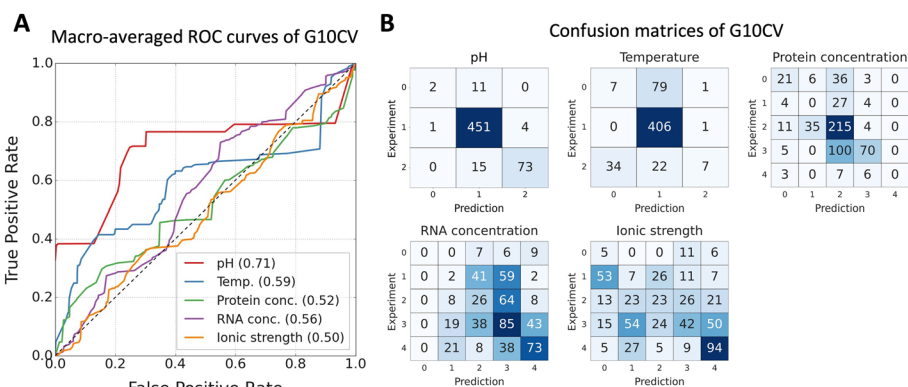 A
Macro-averaged ROC curves of G10CV
True Positive Rate
1.0
0.8
0.6
0.4
0.2
0.0
0.0 0.2 0.4 0.6 0.8 1.0
False Positive Rate
pH (0.71)
Temp. (0.59)
Protein conc. (0.52)
RNA conc. (0.56)
Ionic strength (0.50)
B
Confusion matrices of G10CV
pH
Experiment
0 2 11 0
1 1 451 4
2 0 15 73
0 1 2
Prediction
Temperature
Experiment
0 7 79 1
1 0 406 1
2 34 22 7
0 1 2
Prediction
Protein concentration
Experiment
0 21 6 36 3 0
1 4 0 27 4 0
2 11 35 215 4 0
3 5 0 100 70 0
4 3 0 7 6 0
0 1 2 3 4
Prediction
RNA concentration
Experiment
0 0 0 7 6 9
1 0 2 41 59 2
2 0 8 26 64 8
3 0 19 38 85 43
4 0 21 8 38 73
0 1 2 3 4
Prediction
Ionic strength
Experiment
0 5 0 0 11 6
1 53 7 26 11 7
2 13 23 23 26 21
3 15 54 24 42 50
4 5 27 5 9 94
0 1 2 3 4
Prediction